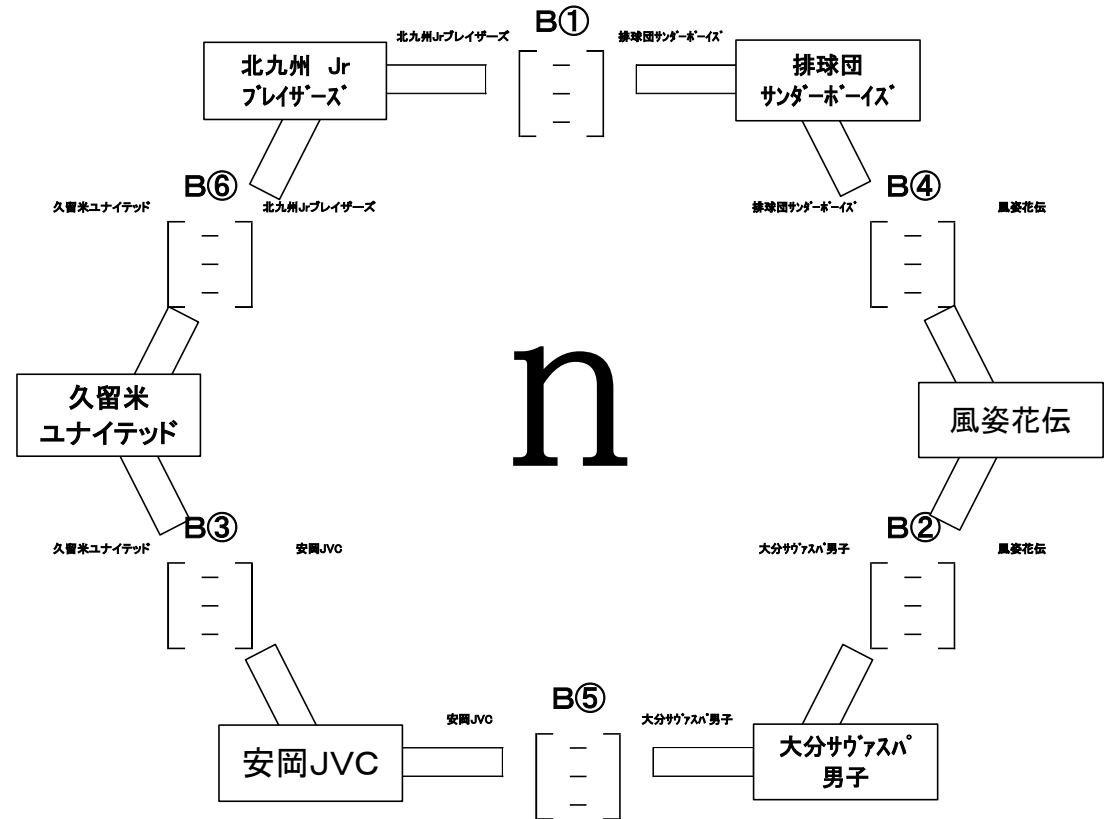 B①
北九州Jrブレイザーズ
排球団サンダーボーイズ
北九州 Jr
ブレイザーズ
排球団
サンダーボーイズ
B⑥
B④
久留米ユナイテッド
北九州Jrブレイザーズ
排球団サンダーボーイズ
風姿花伝
n
久留米
ユナイテッド
風姿花伝
B③
B②
久留米ユナイテッド
安岡JVC
大分サヴァスパ男子
風姿花伝
B⑤
安岡JVC
大分サヴァスパ男子
安岡JVC
大分サヴァスパ
男子